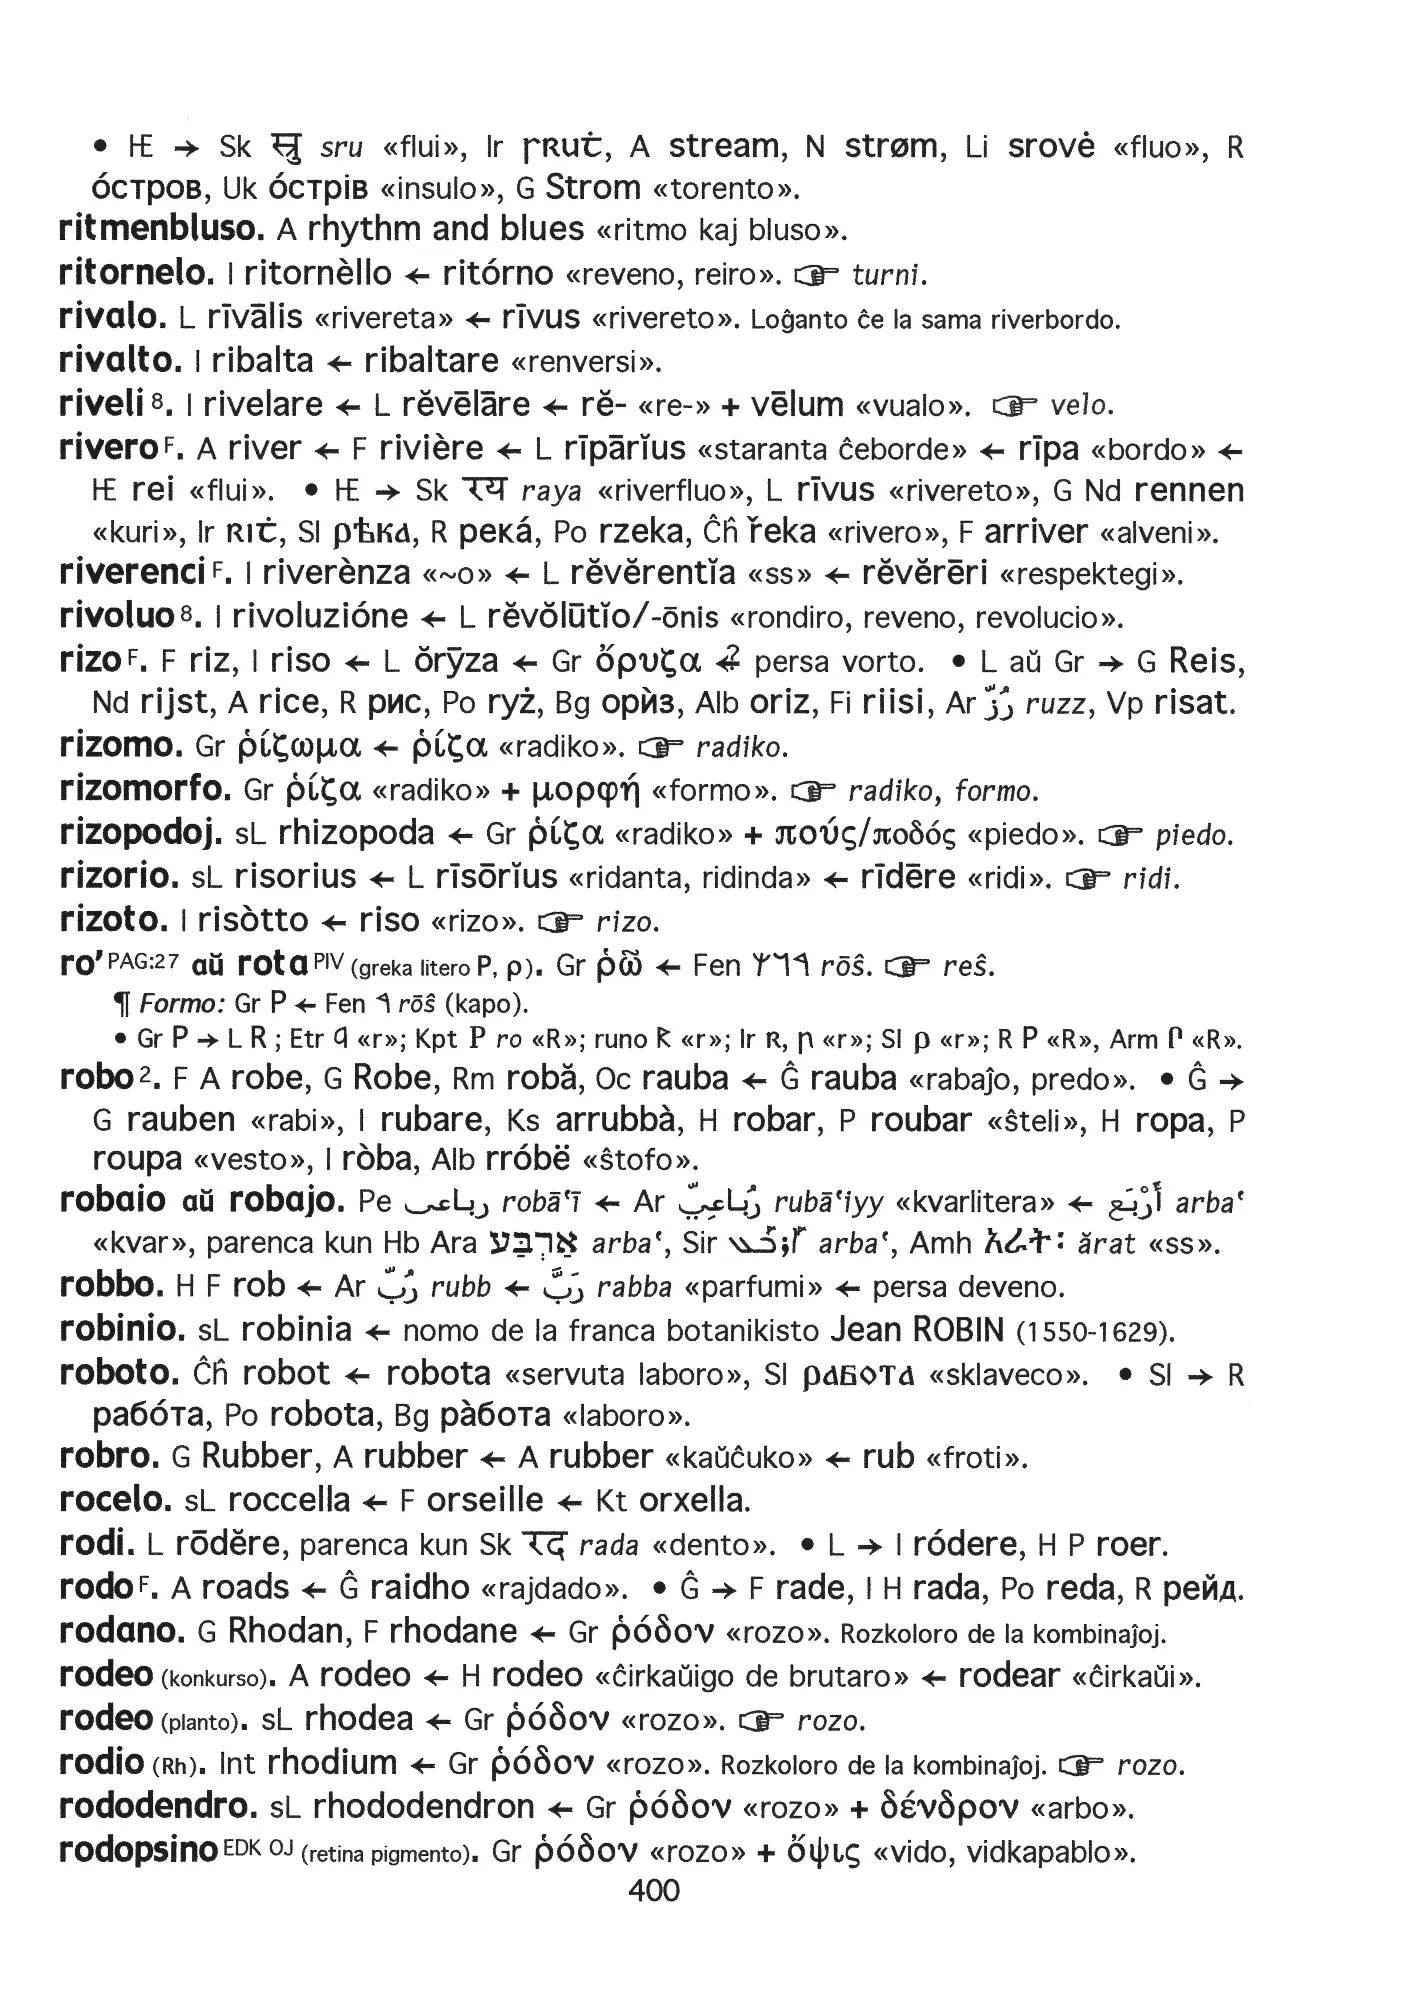 • IE → Sk स्रु sru «flui», Ir ꞃꞃuṫ, A stream, N strøm, Li srovė «fluo», R
óстров, Uk óстрів «insulo», G Strom «torento».
ritmenbluso. A rhythm and blues «ritmo kaj bluso».
ritornelo. I ritornèllo ← ritórno «reveno, reiro». ☞ turni.
rivalo. L rīvālis «rivereta» ← rīvus «rivereto». Loĝanto ĉe la sama riverbordo.
rivalto. I ribalta ← ribaltare «renversi».
riveli 8. I rivelare ← L rĕvēlāre ← rĕ- «re-» + vēlum «vualo». ☞ velo.
rivero F. A river ← F rivière ← L rīpārĭus «staranta ĉeborde» ← rīpa «bordo» ←
IE rei «flui». • IE → Sk रय raya «riverfluo», L rīvus «rivereto», G Nd rennen
«kuri», Ir ꞃıṫ, Sl рѣка, R рекá, Po rzeka, Ĉĥ řeka «rivero», F arriver «alveni».
riverenci F. I riverènza «~o» ← L rĕvĕrentĭa «ss» ← rĕvĕrēri «respektegi».
rivoluo 8. I rivoluzióne ← L rĕvŏlūtĭo/-ōnis «rondiro, reveno, revolucio».
rizo F. F riz, I riso ← L ŏrȳza ← Gr ὄρυζα ←? persa vorto. • L aŭ Gr → G Reis,
Nd rijst, A rice, R рис, Po ryż, Bg орѝз, Alb oriz, Fi riisi, Ar رُزّ ruzz, Vp risat.
rizomo. Gr ῥίζωμα ← ῥίζα «radiko». ☞ radiko.
rizomorfo. Gr ῥίζα «radiko» + μορφή «formo». ☞ radiko, formo.
rizopodoj. sL rhizopoda ← Gr ῥίζα «radiko» + πούς/ποδός «piedo». ☞ piedo.
rizorio. sL risorius ← L rīsōrĭus «ridanta, ridinda» ← rīdēre «ridi». ☞ ridi.
rizoto. I risòtto ← riso «rizo». ☞ rizo.
ro' PAG:27 aŭ rota PIV (greka litero P, ρ). Gr ῥῶ ← Fen 𐤓𐤅𐤔 rōŝ. ☞ reŝ.
¶ Formo: Gr P ← Fen 𐤓 rōŝ (kapo).
• Gr P → L R ; Etr 𐌓 «r»; Kpt Ⲣ ro «R»; runo ᚱ «r»; Ir ʀ, ꞃ «r»; Sl р «r»; R Р «R», Arm Ր «R».
robo 2. F A robe, G Robe, Rm robă, Oc rauba ← Ĝ rauba «rabaĵo, predo». • Ĝ →
G rauben «rabi», I rubare, Ks arrubbà, H robar, P roubar «ŝteli», H ropa, P
roupa «vesto», I ròba, Alb rróbë «ŝtofo».
robaio aŭ robajo. Pe رباعى robāʿī ← Ar رُبَاعِيّ rubāʿiyy «kvarlitera» ← أَرْبَع arbaʿ
«kvar», parenca kun Hb Ara אַרְבַּע arbaʿ, Sir ܐܪܒܥ arbaʿ, Amh አራት፡ ărat «ss».
robbo. H F rob ← Ar رُبّ rubb ← رَبَّ rabba «parfumi» ← persa deveno.
robinio. sL robinia ← nomo de la franca botanikisto Jean ROBIN (1550-1629).
roboto. Ĉĥ robot ← robota «servuta laboro», Sl работа «sklaveco». • Sl → R
рабóта, Po robota, Bg рàбота «laboro».
robro. G Rubber, A rubber ← A rubber «kaŭĉuko» ← rub «froti».
rocelo. sL roccella ← F orseille ← Kt orxella.
rodi. L rōdĕre, parenca kun Sk रद rada «dento». • L → I ródere, H P roer.
rodo F. A roads ← Ĝ raidho «rajdado». • Ĝ → F rade, I H rada, Po reda, R рейд.
rodano. G Rhodan, F rhodane ← Gr ῥόδον «rozo». Rozkoloro de la kombinaĵoj.
rodeo (konkurso). A rodeo ← H rodeo «ĉirkaŭigo de brutaro» ← rodear «ĉirkaŭi».
rodeo (planto). sL rhodea ← Gr ῥόδον «rozo». ☞ rozo.
rodio (Rh). Int rhodium ← Gr ῥόδον «rozo». Rozkoloro de la kombinaĵoj. ☞ rozo.
rododendro. sL rhododendron ← Gr ῥόδον «rozo» + δένδρον «arbo».
rodopsino EDK OJ (retina pigmento). Gr ῥόδον «rozo» + ὄψις «vido, vidkapablo».
400